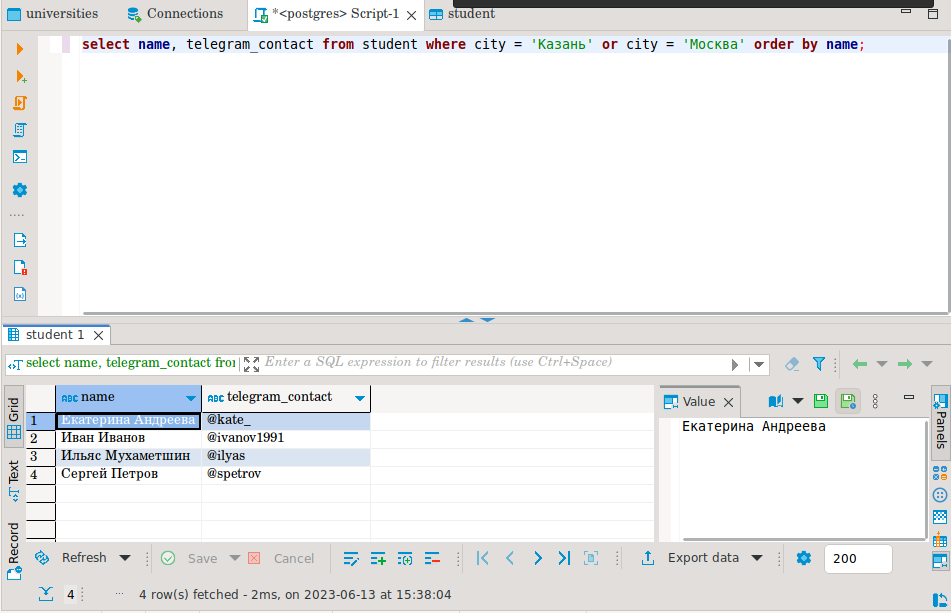 universities
Connections
*<postgres> Script-1
student
select name, telegram_contact from student where city = 'Казань' or city = 'Москва' order by name;
student 1
select name, telegram_contact from
Enter a SQL expression to filter results (use Ctrl+Space)
Grid
Text
Record
ABC name
ABC telegram_contact
1 Екатерина Андреева @kate_
2 Иван Иванов @ivanov1991
3 Ильяс Мухаметшин @ilyas
4 Сергей Петров @spetrov
Value
Екатерина Андреева
Panels
Refresh
Save
Cancel
Export data
200
4
4 row(s) fetched - 2ms, on 2023-06-13 at 15:38:04